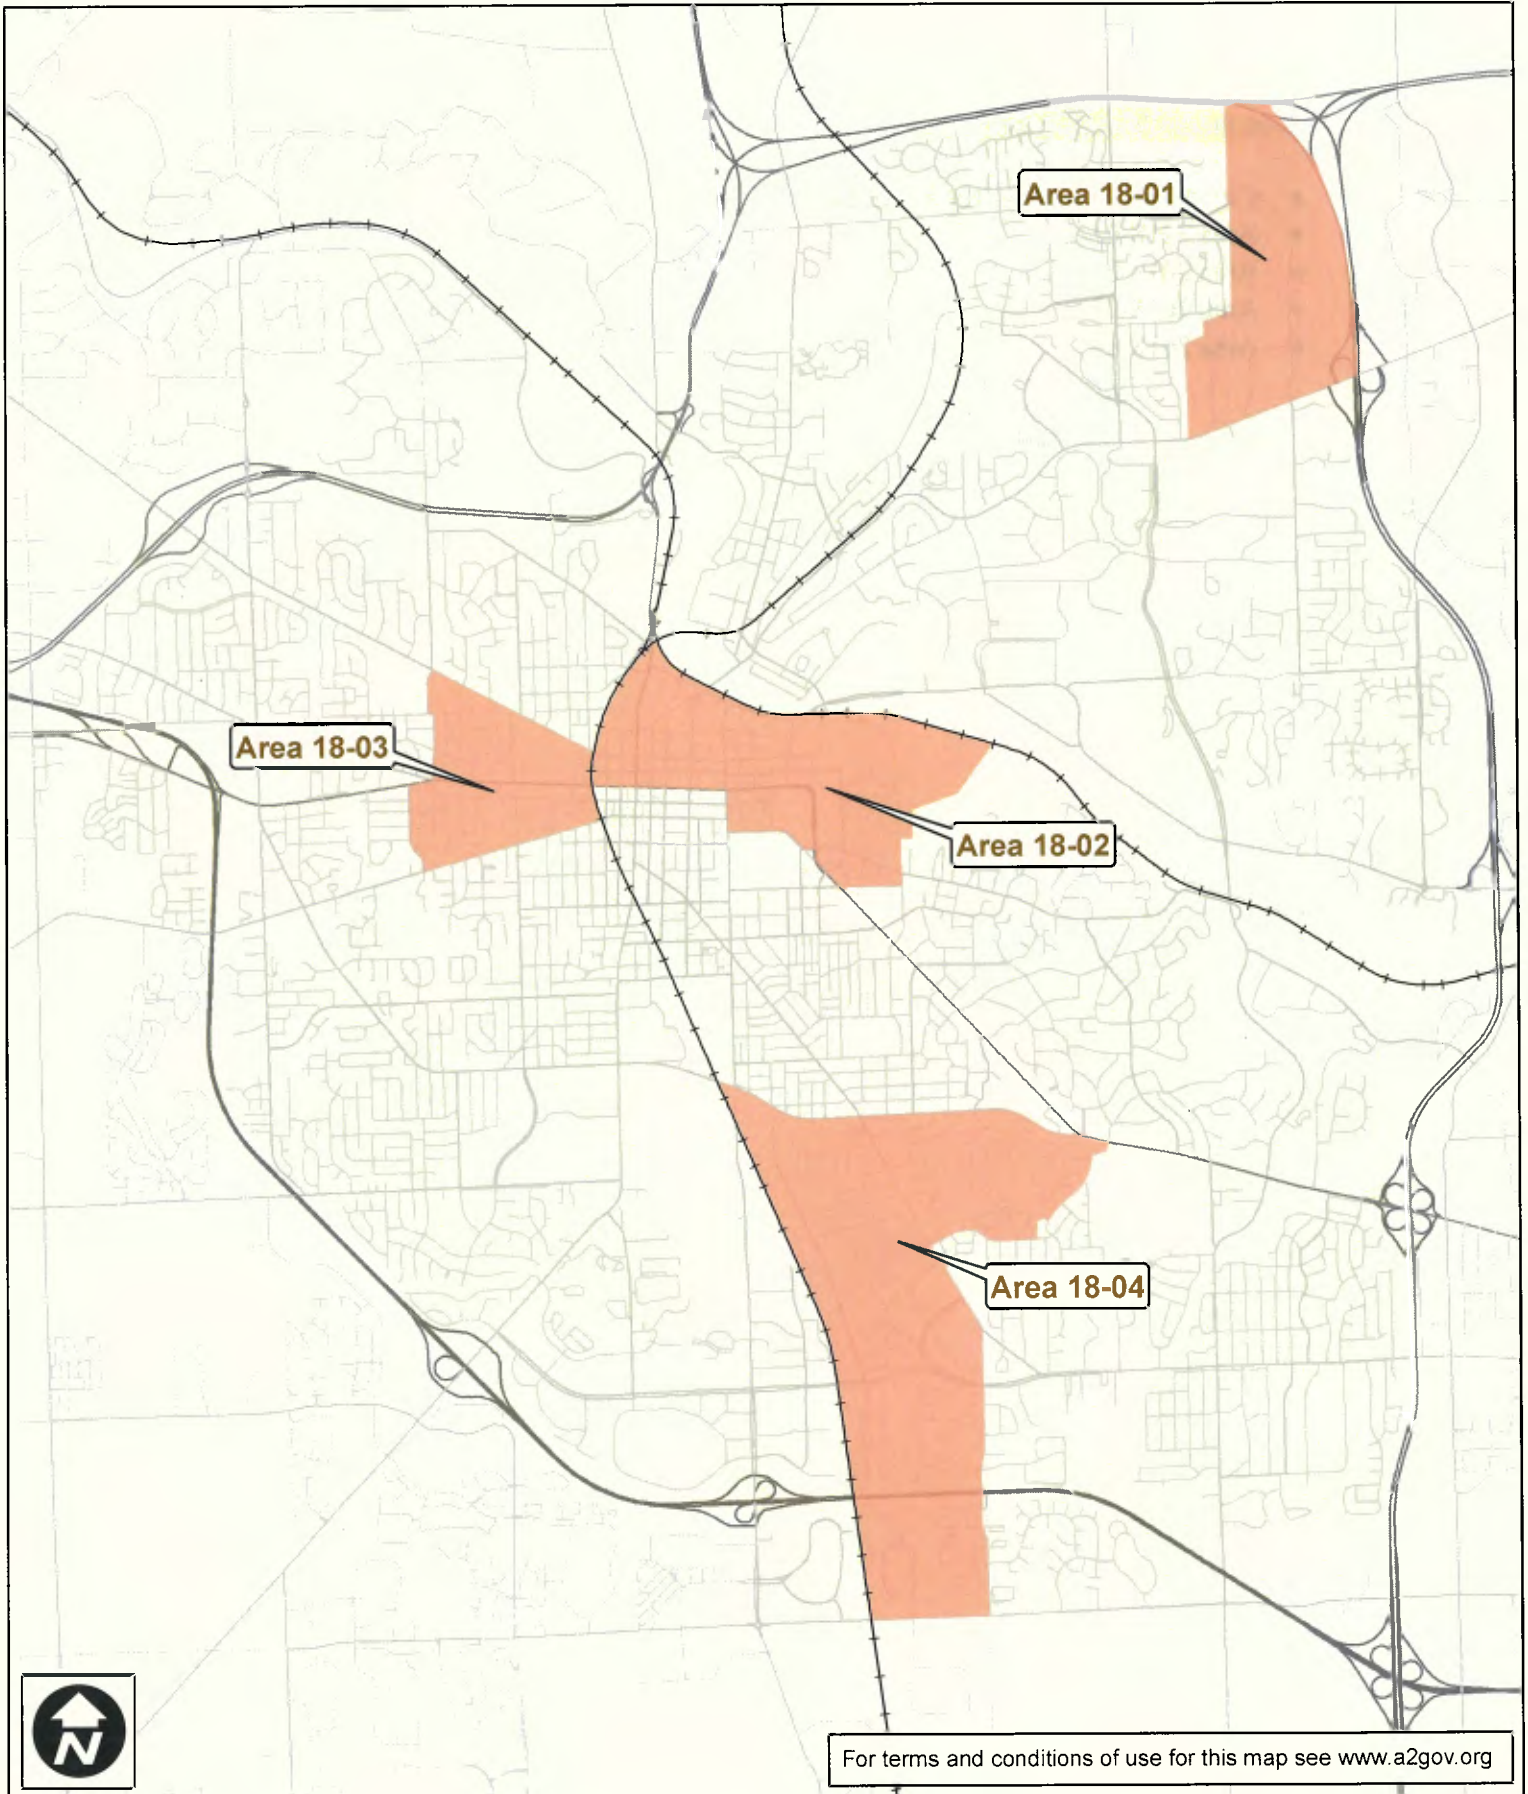 Area 18-01
Area 18-03
Area 18-02
Area 18-04
N
For terms and conditions of use for this map see www.a2gov.org